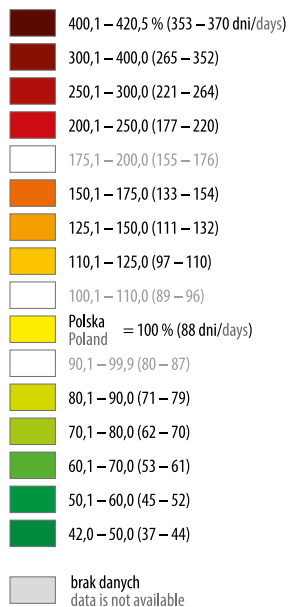 400,1 – 420,5 % (353 – 370 dni/days)
300,1 – 400,0 (265 – 352)
250,1 – 300,0 (221 – 264)
200,1 – 250,0 (177 – 220)
175,1 – 200,0 (155 – 176)
150,1 – 175,0 (133 – 154)
125,1 – 150,0 (111 – 132)
110,1 – 125,0 (97 – 110)
100,1 – 110,0 (89 – 96)
Polska = 100 % (88 dni/days)
Poland
90,1 – 99,9 (80 – 87)
80,1 – 90,0 (71 – 79)
70,1 – 80,0 (62 – 70)
60,1 – 70,0 (53 – 61)
50,1 – 60,0 (45 – 52)
42,0 – 50,0 (37 – 44)
brak danych
data is not available